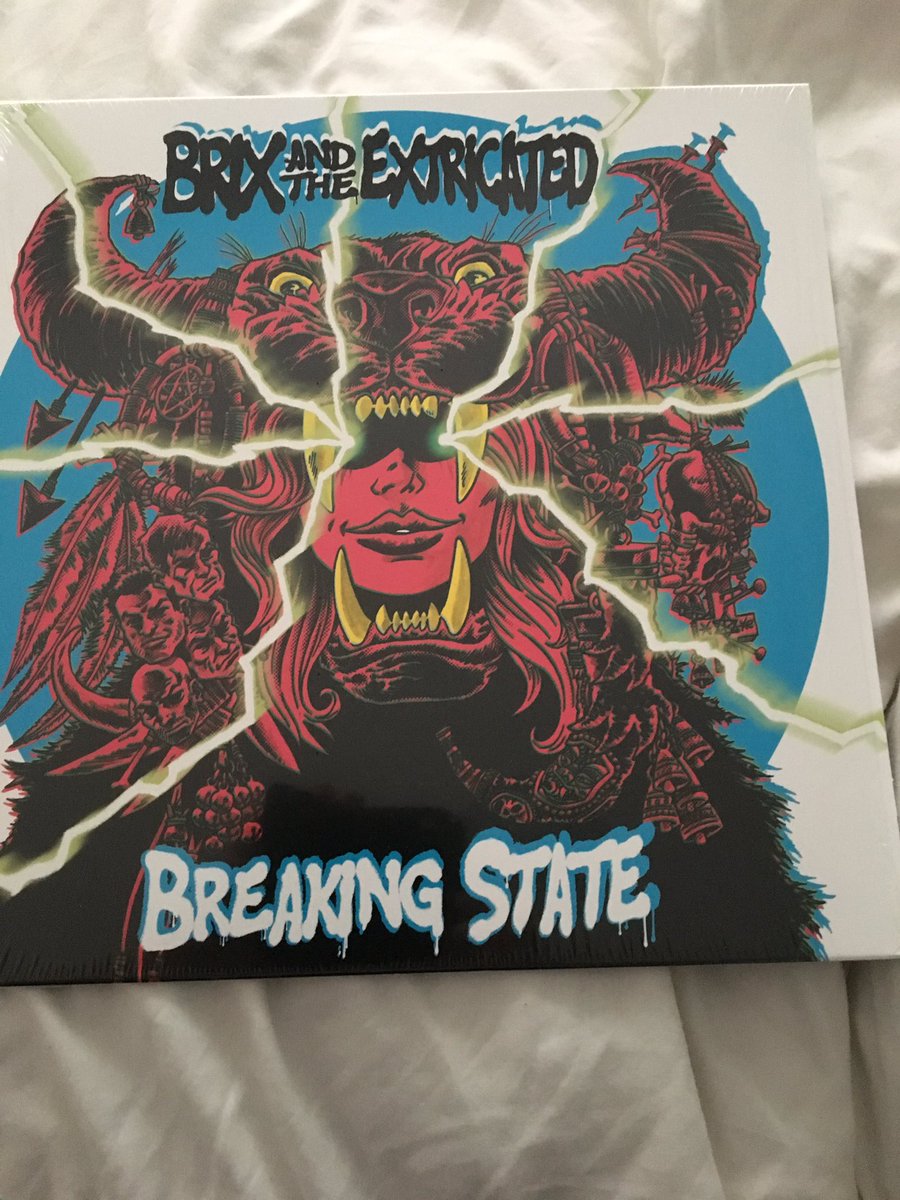 BRIX AND THE EXTRICATED
BREAKING STATE